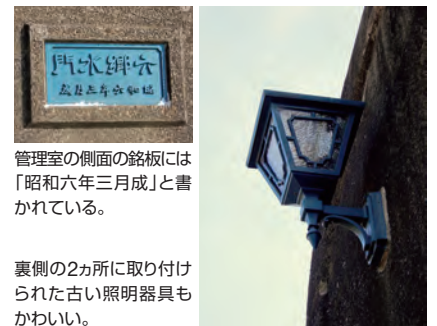 門水郷六
成月三年六和昭
管理室の側面の銘板には
「昭和六年三月成」と書
かれている。
裏側の2ヵ所に取り付け
られた古い照明器具も
かわいい。